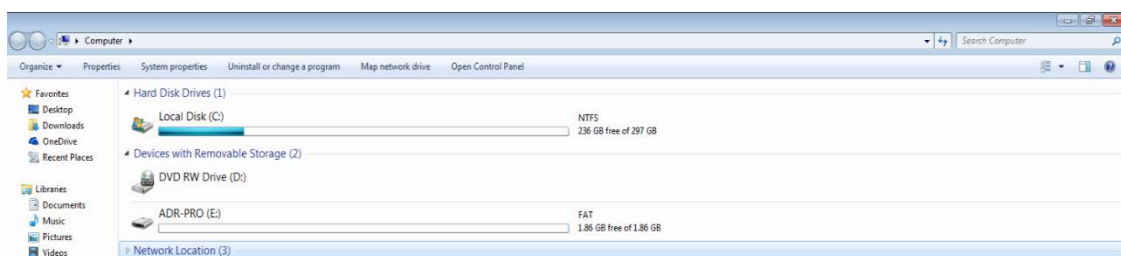 Computer
Search Computer
Organize Properties System properties Uninstall or change a program Map network drive Open Control Panel
Favorites
Desktop
Downloads
OneDrive
Recent Places
Libraries
Documents
Music
Pictures
Videos
Hard Disk Drives (1)
Local Disk (C:)
NTFS
236 GB free of 297 GB
Devices with Removable Storage (2)
DVD RW Drive (D:)
ADR-PRO (E:)
FAT
1.86 GB free of 1.86 GB
Network Location (3)